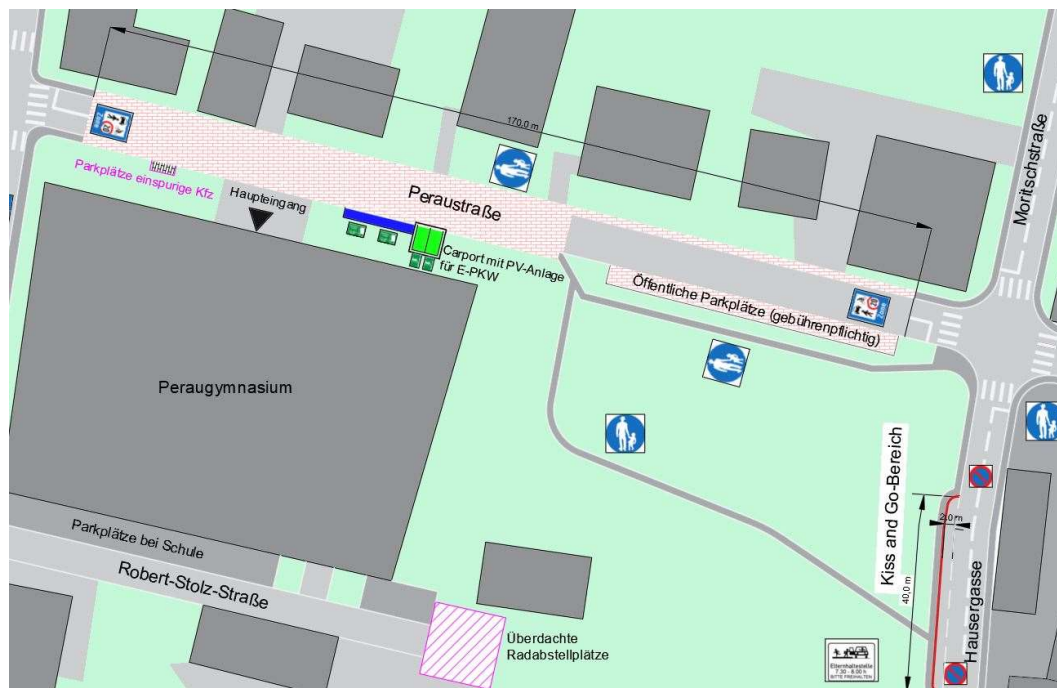 170.0 m
Moritschstraße
Parkplätze einspurige Kfz
Haupteingang
Peraustraße
Carport mit PV-Anlage
für E-PKW
Öffentliche Parkplätze (gebührenpflichtig)
Peraugymnasium
Kiss and Go-Bereich
40,0 m
2.0 m
Parkplätze bei Schule
Robert-Stolz-Straße
Überdachte
Radabstellplätze
Hausergasse
Elternhaltestelle
7.30 - 8.00 h
BITTE FREIHALTEN